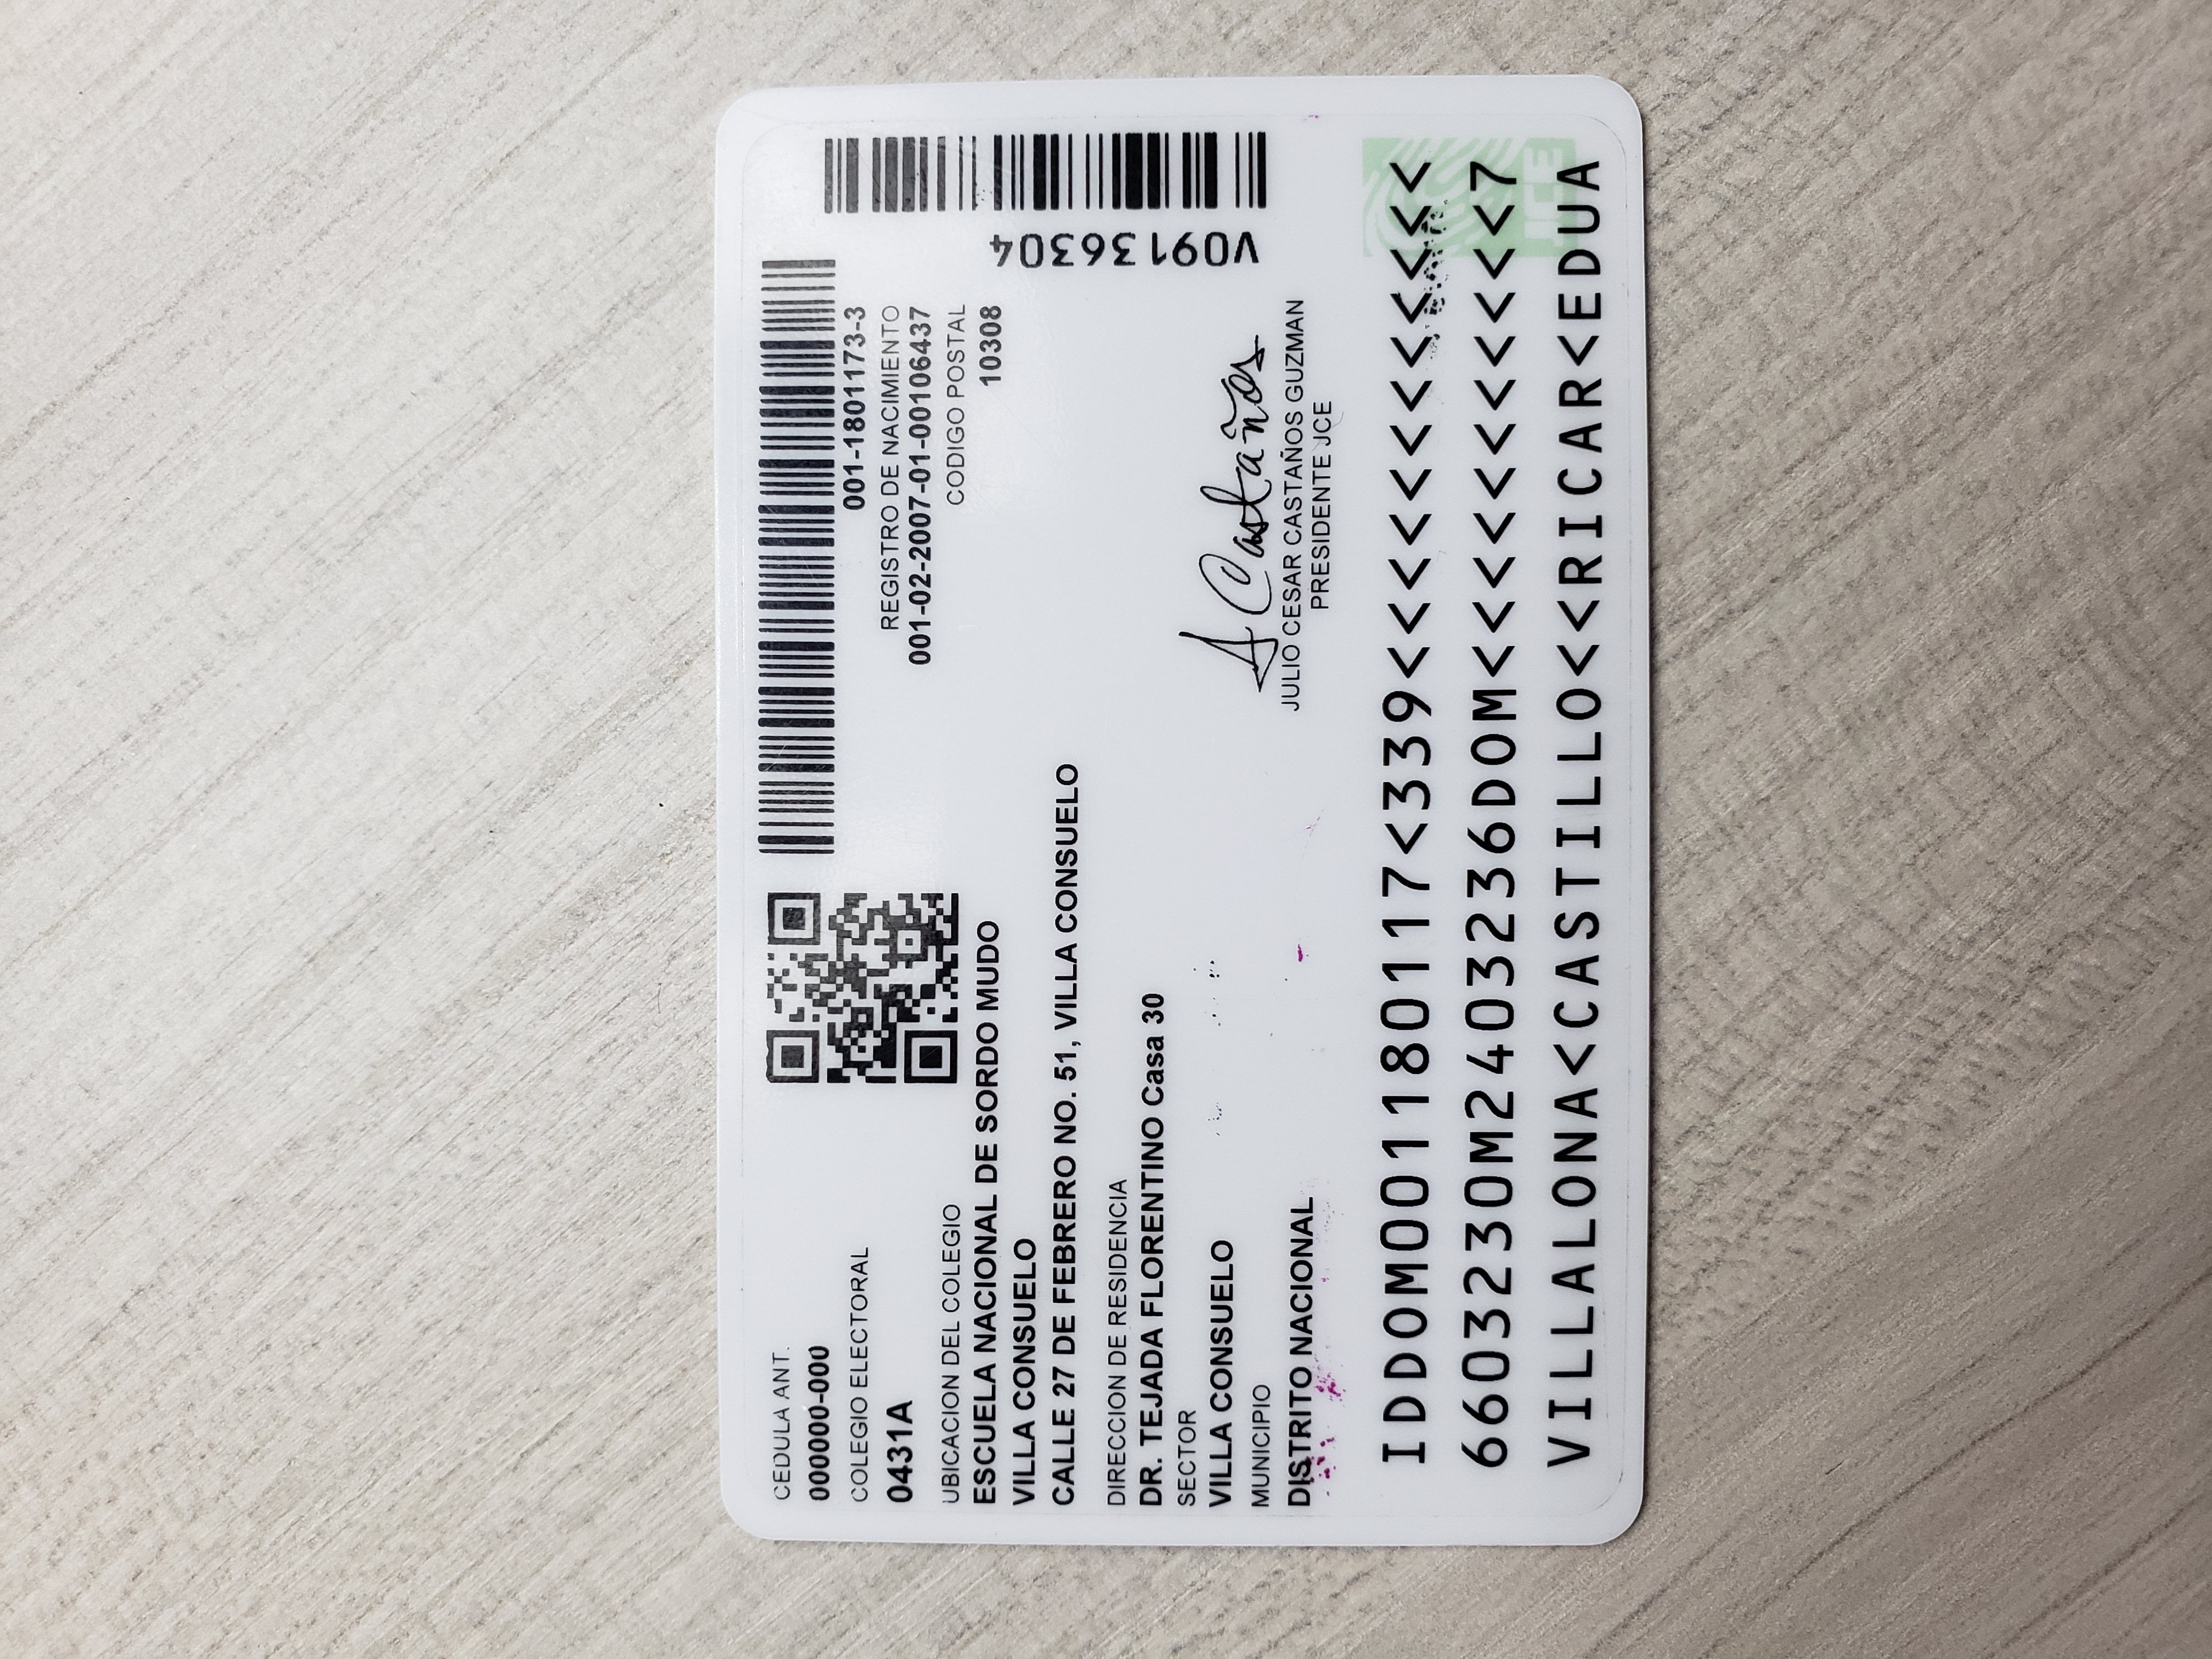 CEDULA ANT.
000000-000
COLEGIO ELECTORAL
0431A
UBICACION DEL COLEGIO
ESCUELA NACIONAL DE SORDO MUDO
VILLA CONSUELO
CALLE 27 DE FEBRERO NO. 51, VILLA CONSUELO
DIRECCION DE RESIDENCIA
DR. TEJADA FLORENTINO Casa 30
SECTOR
VILLA CONSUELO
MUNICIPIO
DISTRITO NACIONAL
001-1801173-3
REGISTRO DE NACIMIENTO
001-02-2007-01-00106437
CODIGO POSTAL
10308
V09136304
J Castaños
JULIO CESAR CASTAÑOS GUZMAN
PRESIDENTE JCE
JCE
IDDOM001180117<339<<<<<<<<<<<<
6603230M2403236DOM<<<<<<<<<<<7
VILLALONA<CASTILLO<<RICAR<EDUA